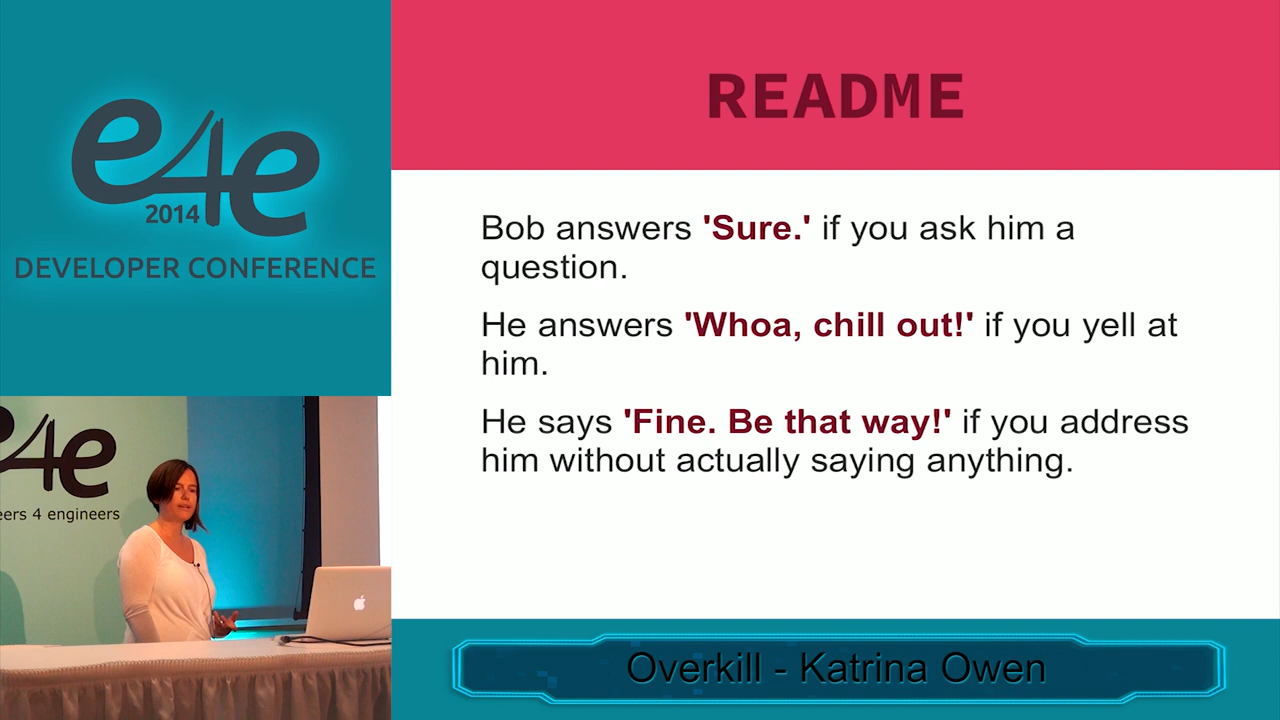 e4e
2014
DEVELOPER CONFERENCE
README
Bob answers 'Sure.' if you ask him a
question.
He answers 'Whoa, chill out!' if you yell at
him.
He says 'Fine. Be that way!' if you address
him without actually saying anything.
e4e
eers 4 engineers
Overkill - Katrina Owen